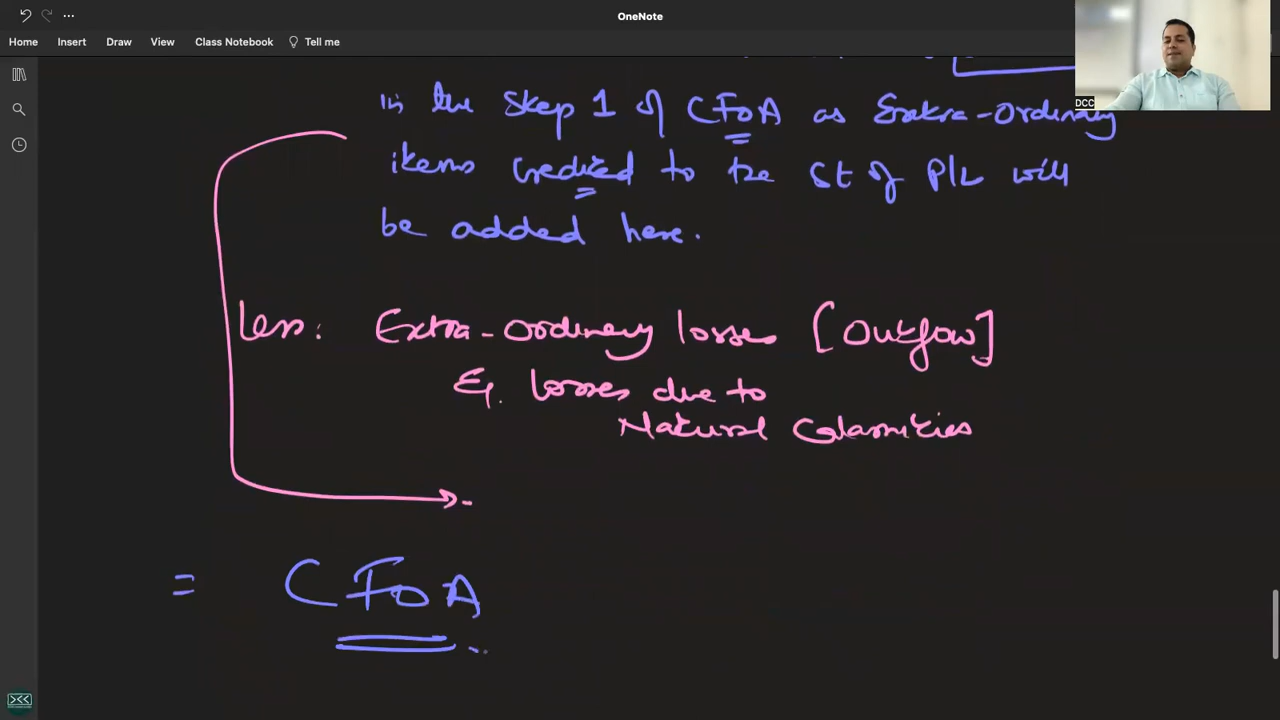 OneNote
Home Insert Draw View Class Notebook Tell me
DCC
in the Step 1 of CFOA as Extra-Ordinary
items credited to the St of P/L will
be added here.
Less: Extra-Ordinary losses [Outflow]
Eg. losses due to
Natural Calamities
= CFOA